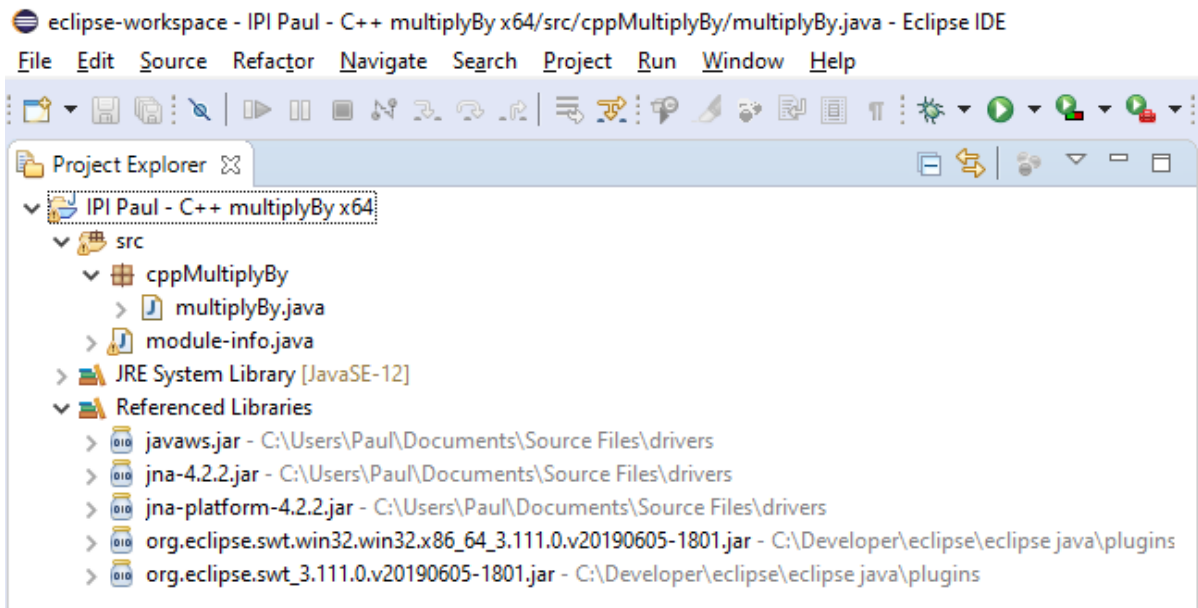 eclipse-workspace - IPI Paul - C++ multiplyBy x64/src/cppMultiplyBy/multiplyBy.java - Eclipse IDE
File Edit Source Refactor Navigate Search Project Run Window Help
Project Explorer
IPI Paul - C++ multiplyBy x64
src
cppMultiplyBy
multiplyBy.java
module-info.java
JRE System Library [JavaSE-12]
Referenced Libraries
javaws.jar - C:\Users\Paul\Documents\Source Files\drivers
jna-4.2.2.jar - C:\Users\Paul\Documents\Source Files\drivers
jna-platform-4.2.2.jar - C:\Users\Paul\Documents\Source Files\drivers
org.eclipse.swt.win32.win32.x86_64_3.111.0.v20190605-1801.jar - C:\Developer\eclipse\eclipse java\plugins
org.eclipse.swt_3.111.0.v20190605-1801.jar - C:\Developer\eclipse\eclipse java\plugins